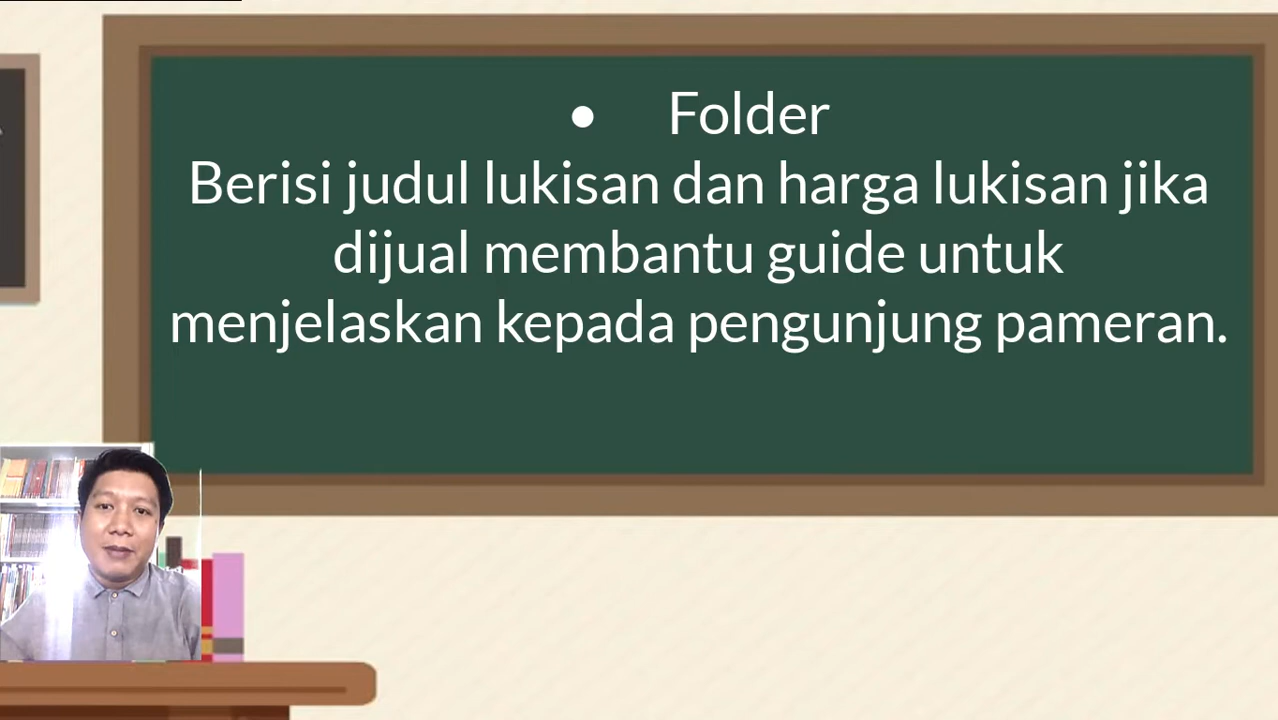 • Folder
Berisi judul lukisan dan harga lukisan jika
dijual membantu guide untuk
menjelaskan kepada pengunjung pameran.